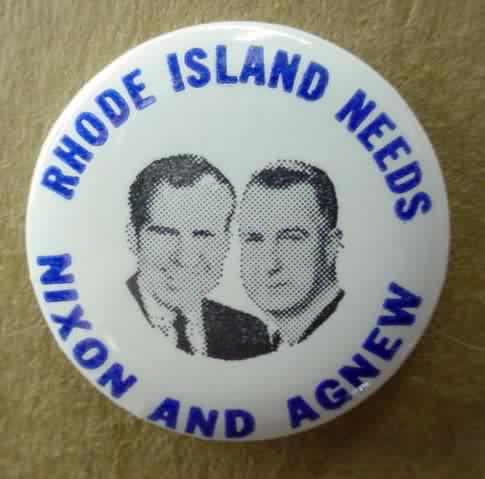 RHODE ISLAND NEEDS
NIXON AND AGNEW